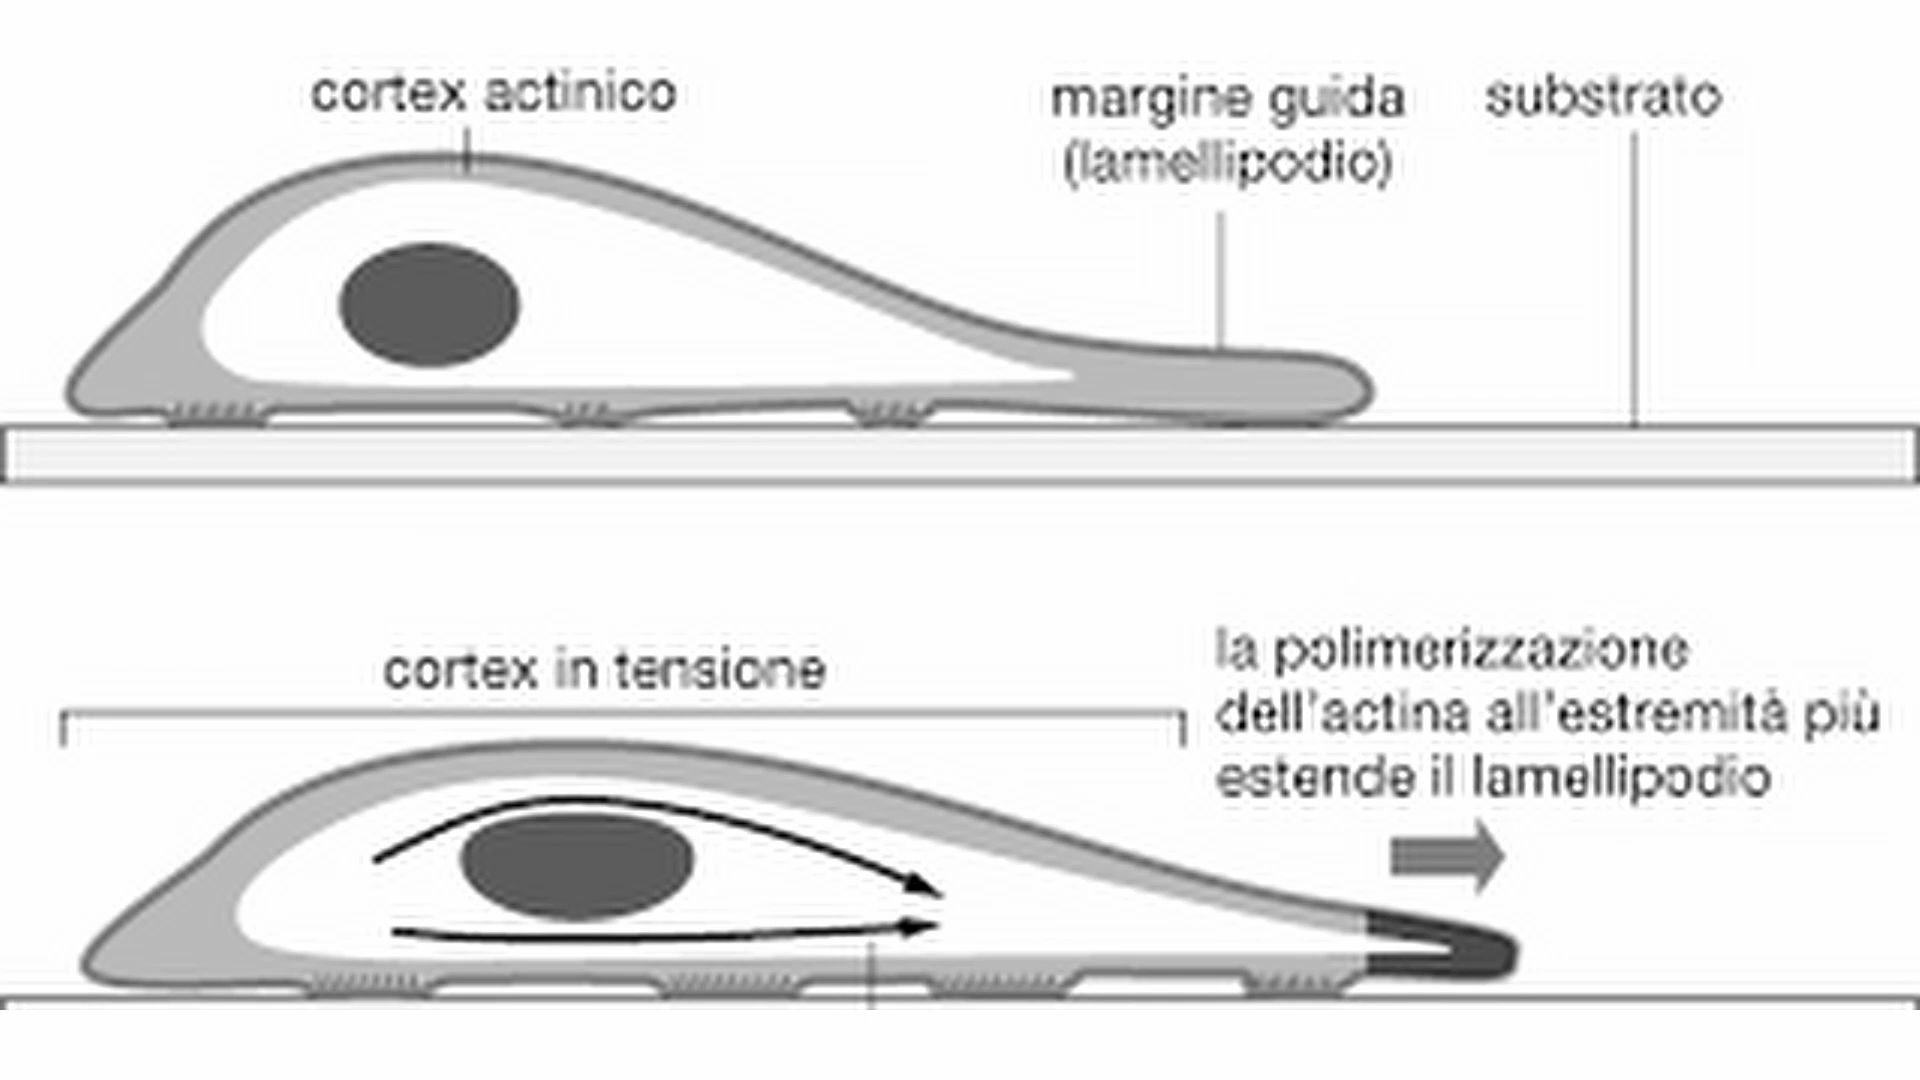 cortex actinico
margine guida
(lamellipodio)
substrato
cortex in tensione
la polimerizzazione
dell'actina all'estremità più
estende il lamellipodio